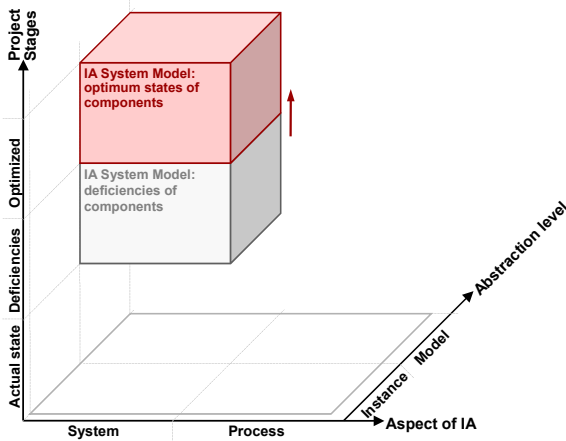 Project
Stages
IA System Model:
optimum states of
components
IA System Model:
deficiencies of
components
Optimized
Deficiencies
Actual state
Abstraction level
Model
Instance
Aspect of IA
System
Process